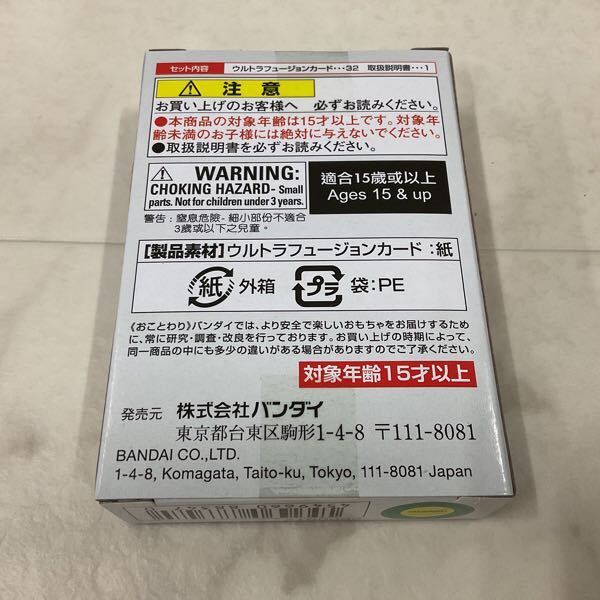 セット内容 ウルトラフュージョンカード・・・32 取扱説明書・・・1
注意
お買い上げのお客様へ 必ずお読みください。
●本商品の対象年齢は15才以上です。対象年
齢未満のお子様には絶対に与えないでください。
●取扱説明書を必ずお読みください。
WARNING:
CHOKING HAZARD- Small
parts. Not for children under 3 years.
適合15歲或以上
Ages 15 & up
警告 : 窒息危險 - 細小部份不適合
3歲或以下之兒童。
【製品素材】ウルトラフュージョンカード : 紙
紙 外箱 プラ 袋:PE
《おことわり》バンダイでは、より安全で楽しいおもちゃをお届けするため
に、常に研究・調査・改良を行っております。お買い上げの時期によって、
同一商品の中にも多少の違いがある場合がありますのでご了承ください。
対象年齢15才以上
発売元 株式会社バンダイ
東京都台東区駒形1-4-8 〒111-8081
BANDAI CO.,LTD.
1-4-8, Komagata, Taito-ku, Tokyo, 111-8081 Japan